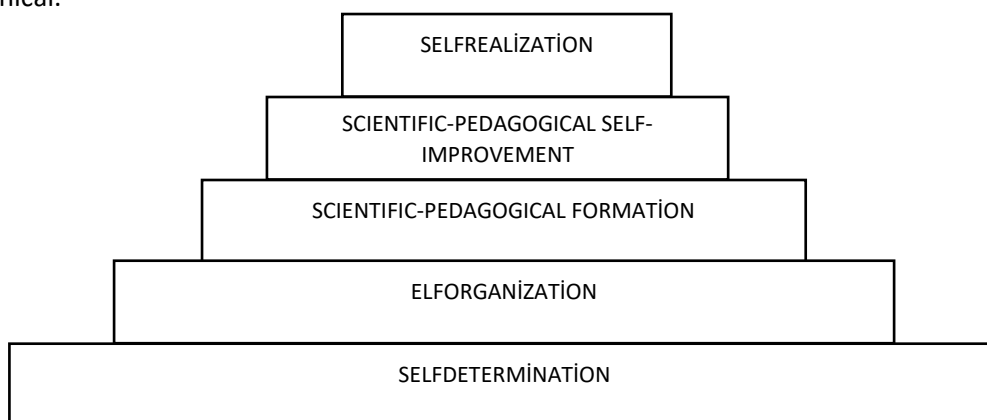 SELFREALİZATİON
SCIENTIFIC-PEDAGOGICAL SELF-
IMPROVEMENT
SCIENTIFIC-PEDAGOGICAL FORMATİON
ELFORGANİZATİON
SELFDETERMİNATİON